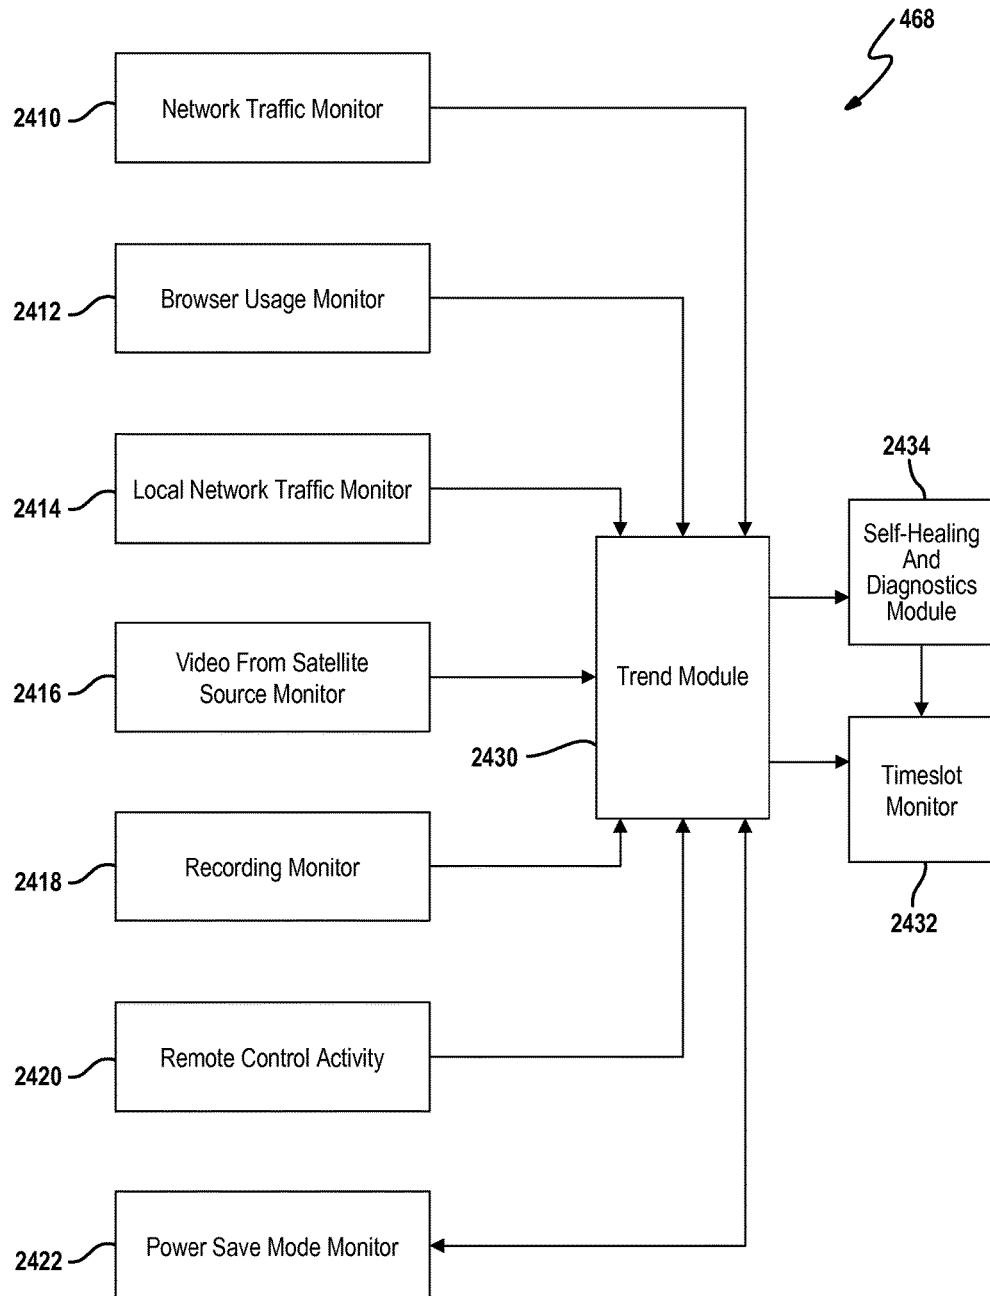 468
2410
Network Traffic Monitor
2412
Browser Usage Monitor
2414
Local Network Traffic Monitor
2434
Self-Healing
And
Diagnostics
Module
2416
Video From Satellite
Source Monitor
Trend Module
2430
Timeslot
Monitor
2418
Recording Monitor
2432
2420
Remote Control Activity
2422
Power Save Mode Monitor